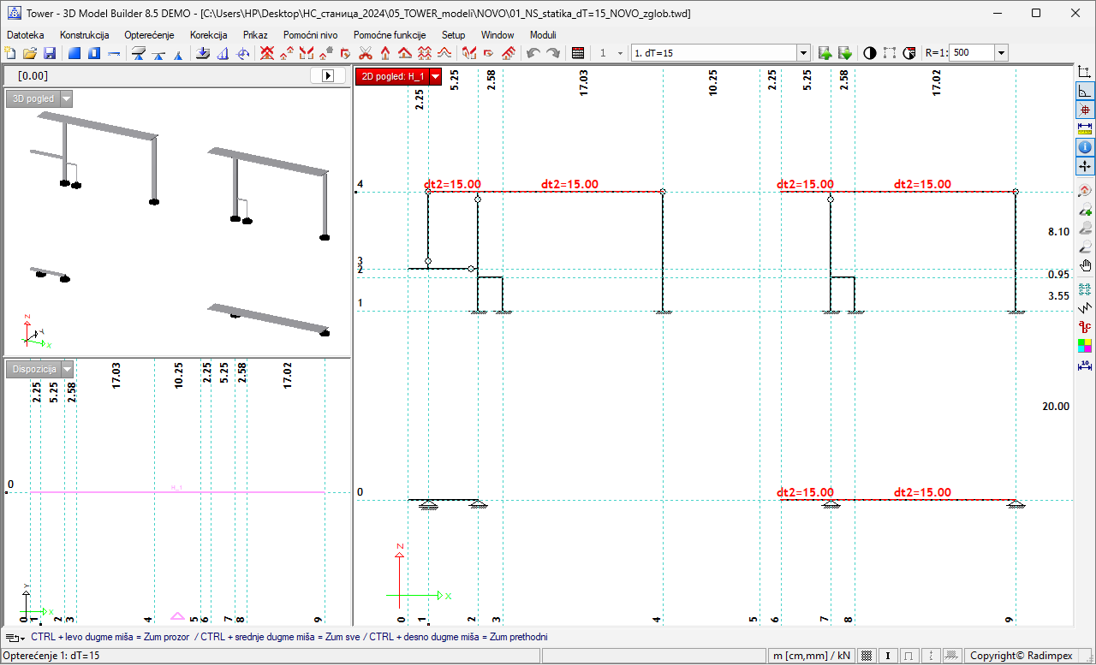 Tower - 3D Model Builder 8.5 DEMO - [C:\Users\HP\Desktop\НС_станица_2024\05_TOWER_modeli\NOVO\01_NS_statika_dT=15_NOVO_zglob.twd]
Datoteka Konstrukcija Opterećenje Korekcija Prikaz Pomoćni nivo Pomoćne funkcije Setup Window Moduli
1 1. dT=15 R=1: 500
[0.00]
3D pogled
Z Y X
2D pogled: H_1
2.25 5.25 2.58 17.03 10.25 2.25 5.25 2.58 17.02
4
dt2=15.00 dt2=15.00 dt2=15.00 dt2=15.00
8.10
3
2
0.95
1
3.55
20.00
0
dt2=15.00 dt2=15.00
Z
X
0 1 2 3 4 5 6 7 8 9
Dispozicija
2.25 5.25 2.58 17.03 10.25 2.25 5.25 2.58 17.02
0
H_1
Y
X
0 1 2 3 4 5 6 7 8 9
CTRL + levo dugme miša = Zum prozor / CTRL + srednje dugme miša = Zum sve / CTRL + desno dugme miša = Zum prethodni
Opterećenje 1: dT=15
m [cm,mm] / kN
Copyright© Radimpex